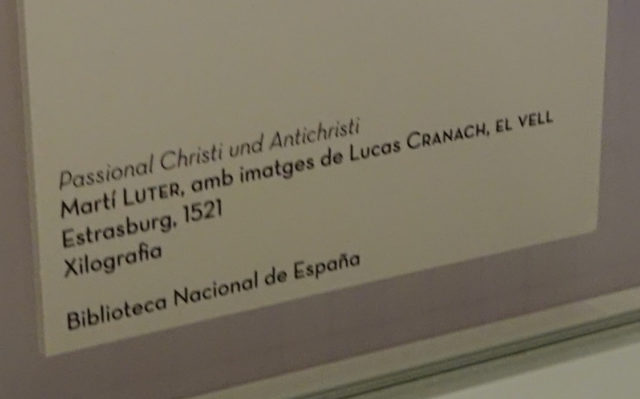 Passional Christi und Antichristi
Martí LUTER, amb imatges de Lucas CRANACH, EL VELL
Estrasburg, 1521
Xilografia
Biblioteca Nacional de España